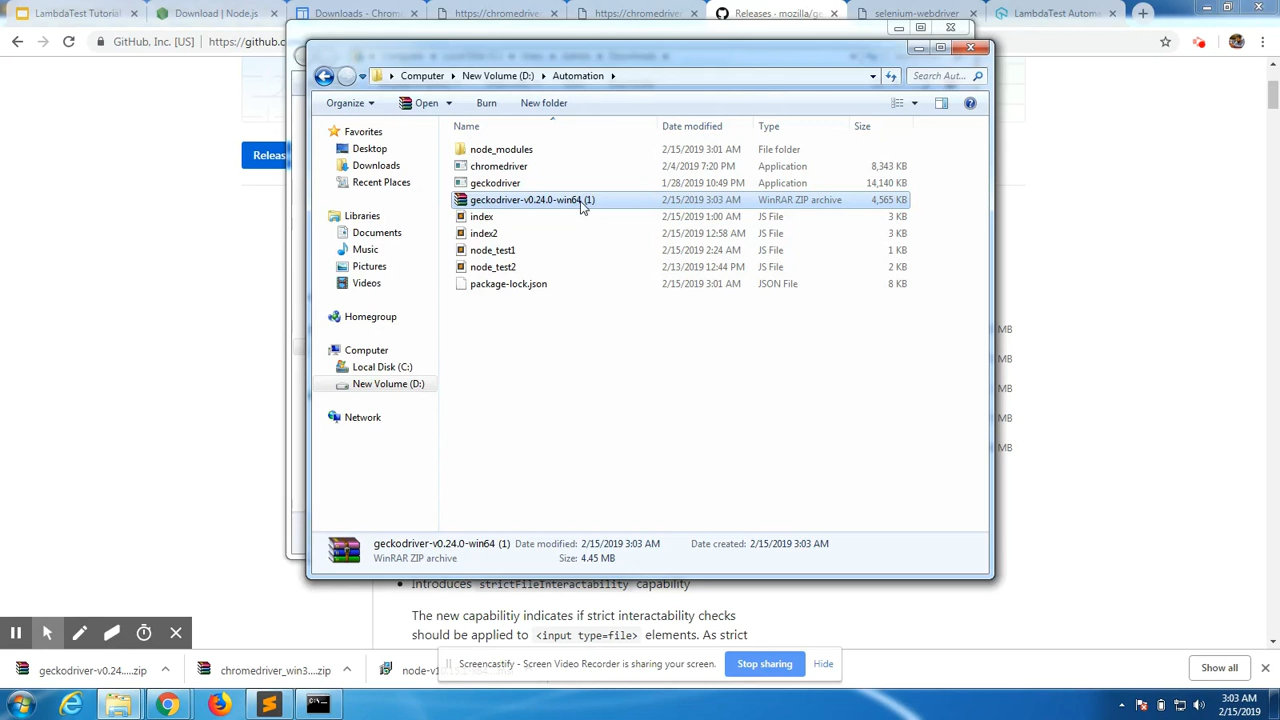 LambdaTest Tutorial
Download | Node.js
Downloads - Chrom
https://chromedriver
https://chromedriver
Releases · mozilla/ge
selenium-webdriver
LambdaTest Autom
GitHub, Inc. [US]
https://github.c
Computer
New Volume (D:)
Automation
Search Aut...
Organize
Open
Burn
New folder
Releas
Favorites
Desktop
Downloads
Recent Places
Libraries
Documents
Music
Pictures
Videos
Homegroup
Computer
Local Disk (C:)
New Volume (D:)
Network
Name Date modified Type Size
node_modules 2/15/2019 3:01 AM File folder
chromedriver 2/4/2019 7:20 PM Application 8,343 KB
geckodriver 1/28/2019 10:49 PM Application 14,140 KB
geckodriver-v0.24.0-win64 (1) 2/15/2019 3:03 AM WinRAR ZIP archive 4,565 KB
index 2/15/2019 1:00 AM JS File 3 KB
index2 2/15/2019 12:58 AM JS File 3 KB
node_test1 2/15/2019 2:24 AM JS File 1 KB
node_test2 2/13/2019 12:44 PM JS File 2 KB
package-lock.json 2/15/2019 3:01 AM JSON File 8 KB
MB
MB
MB
MB
MB
geckodriver-v0.24.0-win64 (1) Date modified: 2/15/2019 3:03 AM Date created: 2/15/2019 3:03 AM
WinRAR ZIP archive Size: 4.45 MB
Introduces strictFileInteractability capability
The new capabilitiy indicates if strict interactability checks
should be applied to <input type=file> elements. As strict
Screencastify - Screen Video Recorder is sharing your screen.
Stop sharing
Hide
geckodriver-v0.24....zip
chromedriver_win3....zip
Show all
3:03 AM
2/15/2019